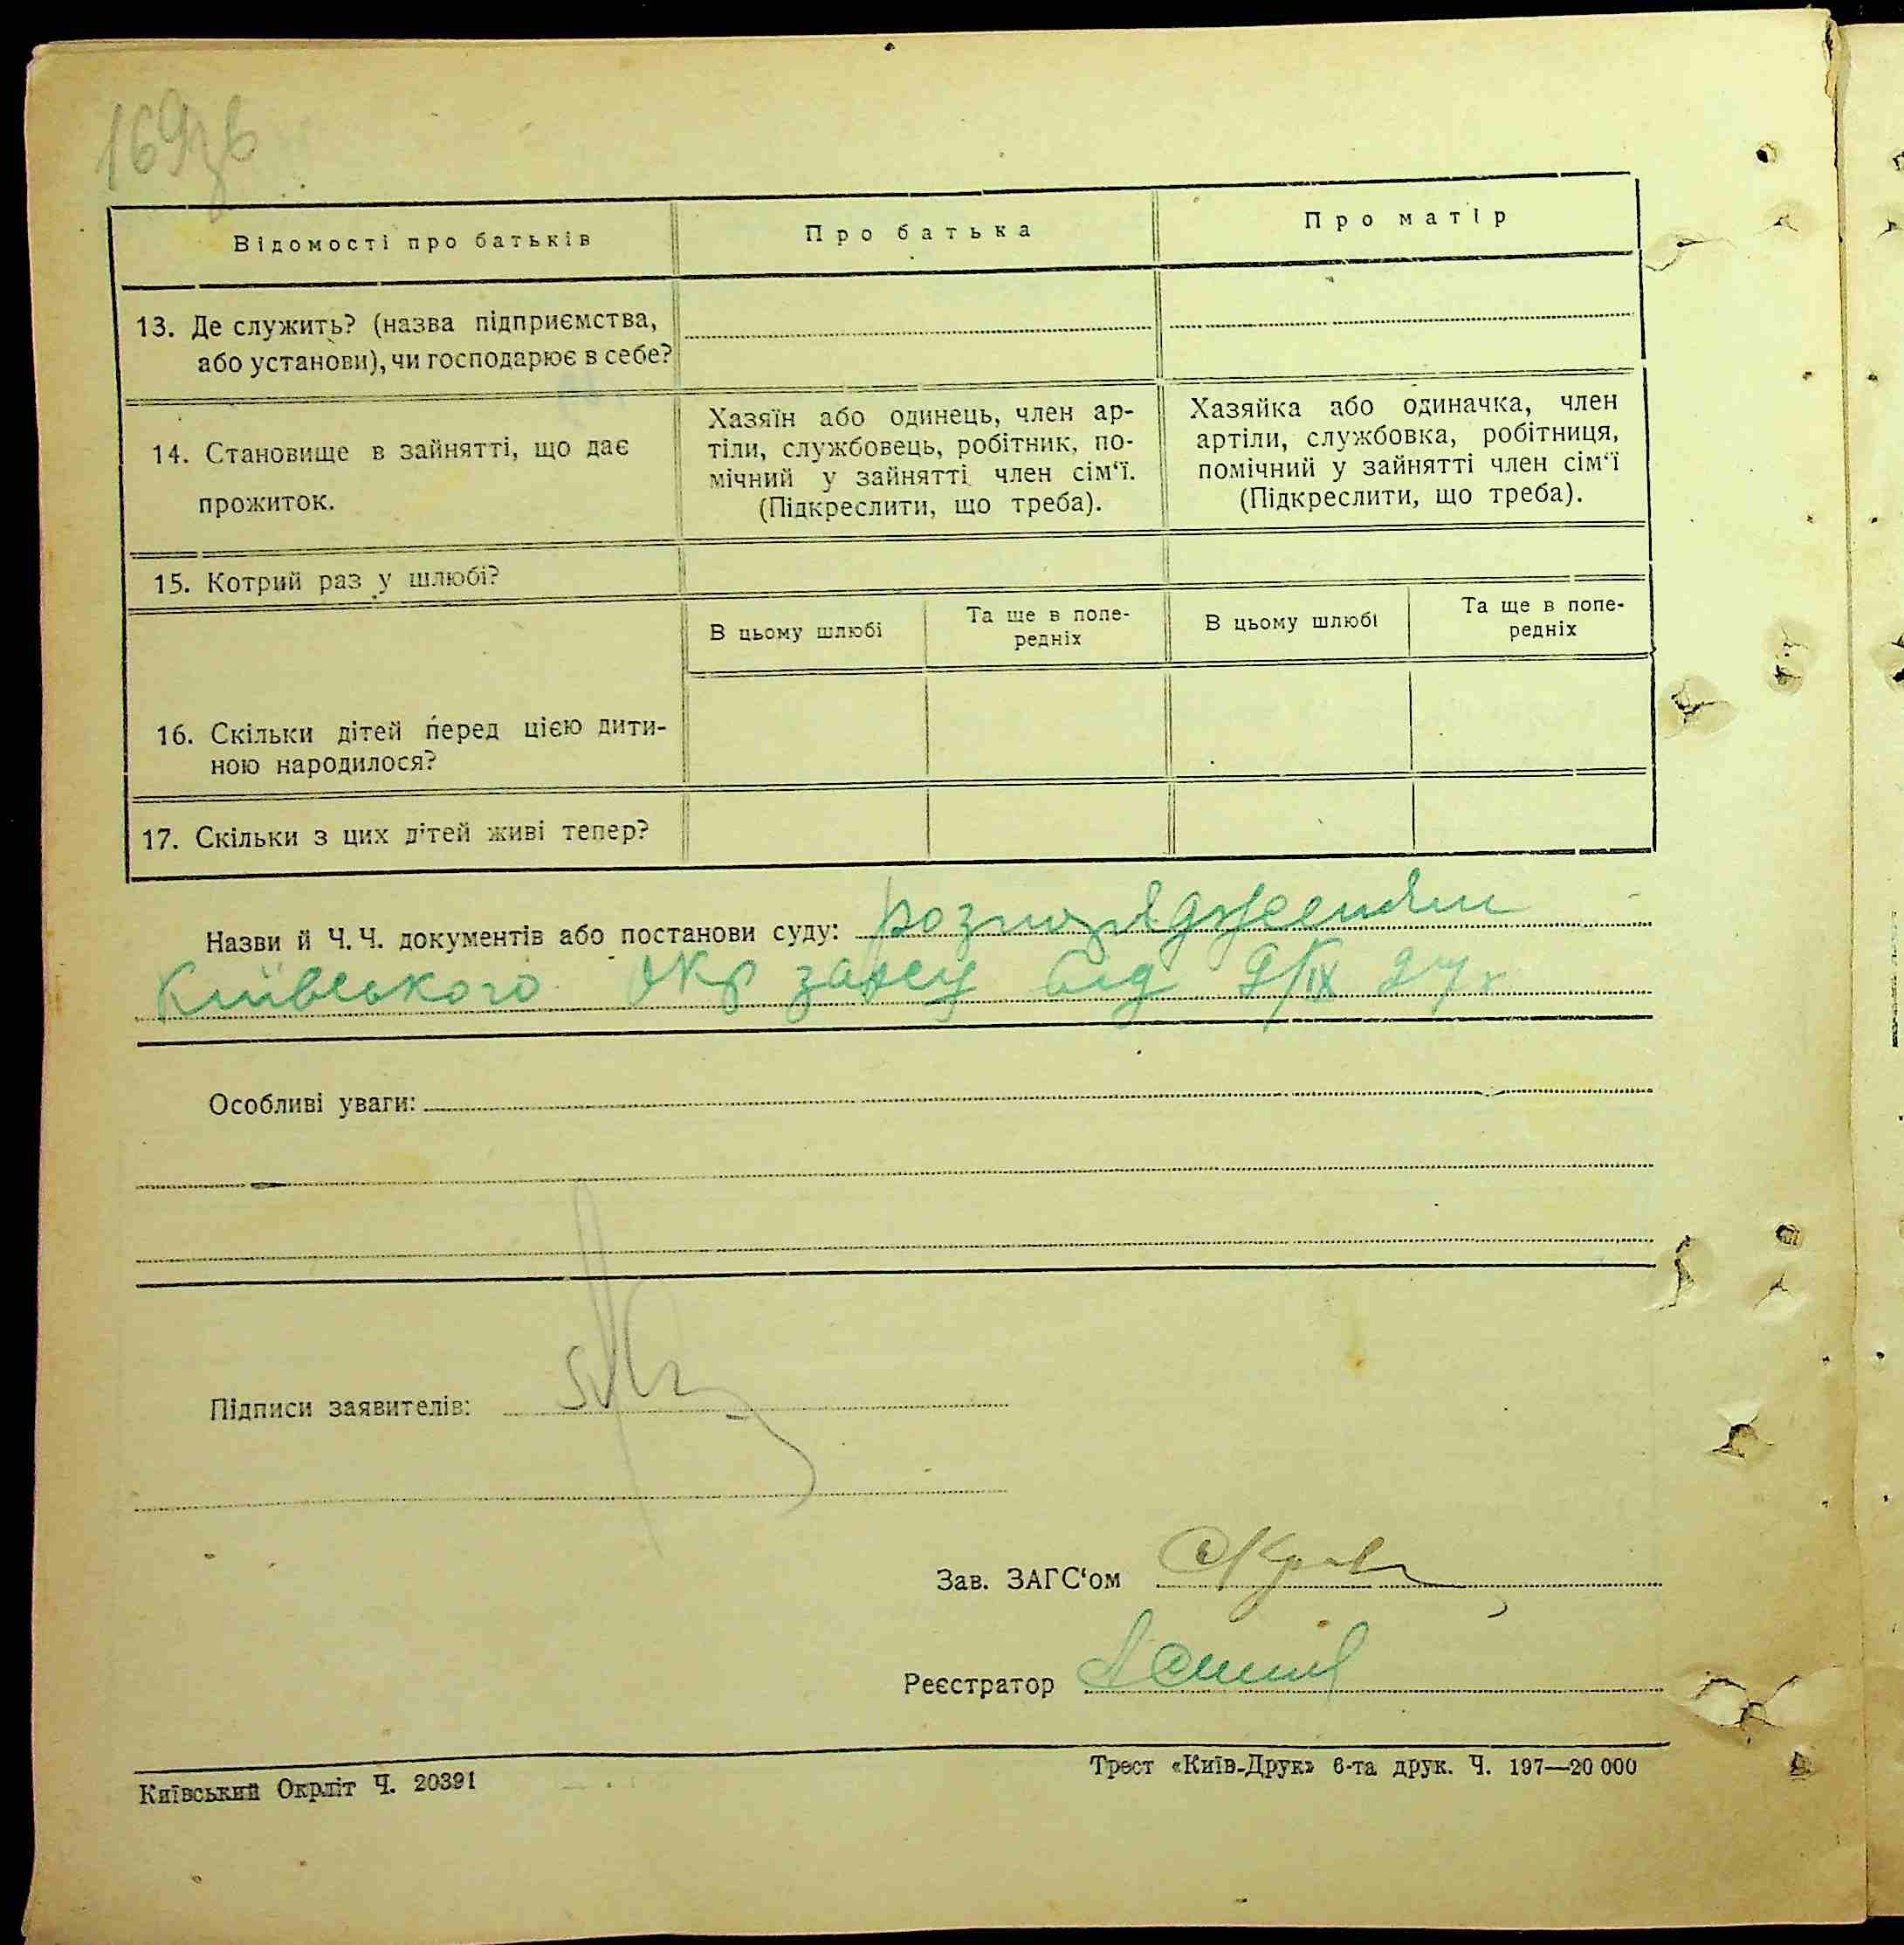 169зв
Відомості про батьків
Про батька
Про матір
13. Де служить? (назва підприємства,
або установи), чи господарює в себе?
14. Становище в зайнятті, що дає
прожиток.
Хазяїн або одинець, член ар-
тіли, службовець, робітник, по-
мічний у зайнятті член сім‘ї.
(Підкреслити, що треба).
Хазяйка або одиначка, член
артіли, службовка, робітниця,
помічний у зайнятті член сім‘ї
(Підкреслити, що треба).
15. Котрий раз у шлюбі?
В цьому шлюбі
Та ще в попе-
редніх
В цьому шлюбі
Та ще в попе-
редніх
16. Скільки дітей перед цією дити-
ною народилося?
17. Скільки з цих дітей живі тепер?
Назви й Ч. Ч. документів або постанови суду: розпорядження
Київського Окр загсу від 9/IX 27 г
Особливі уваги:
Підписи заявителів:
Зав. ЗАГС‘ом
Реєстратор
Київський Окрліт Ч. 20391
Трест «Київ-Друк» 6-та друк. Ч. 197—20 000